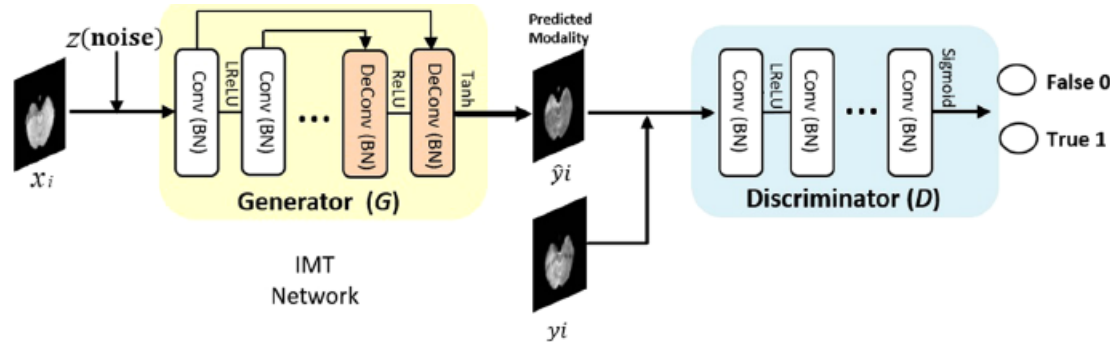 z(noise)
x i
Conv (BN)
LReLU
Conv (BN)
...
DeConv (BN)
ReLU
DeConv (BN)
Tanh
Generator (G)
IMT
Network
Predicted
Modality
ŷi
yi
Conv (BN)
LReLU
Conv (BN)
...
Conv (BN)
Sigmoid
Discriminator (D)
False 0
True 1